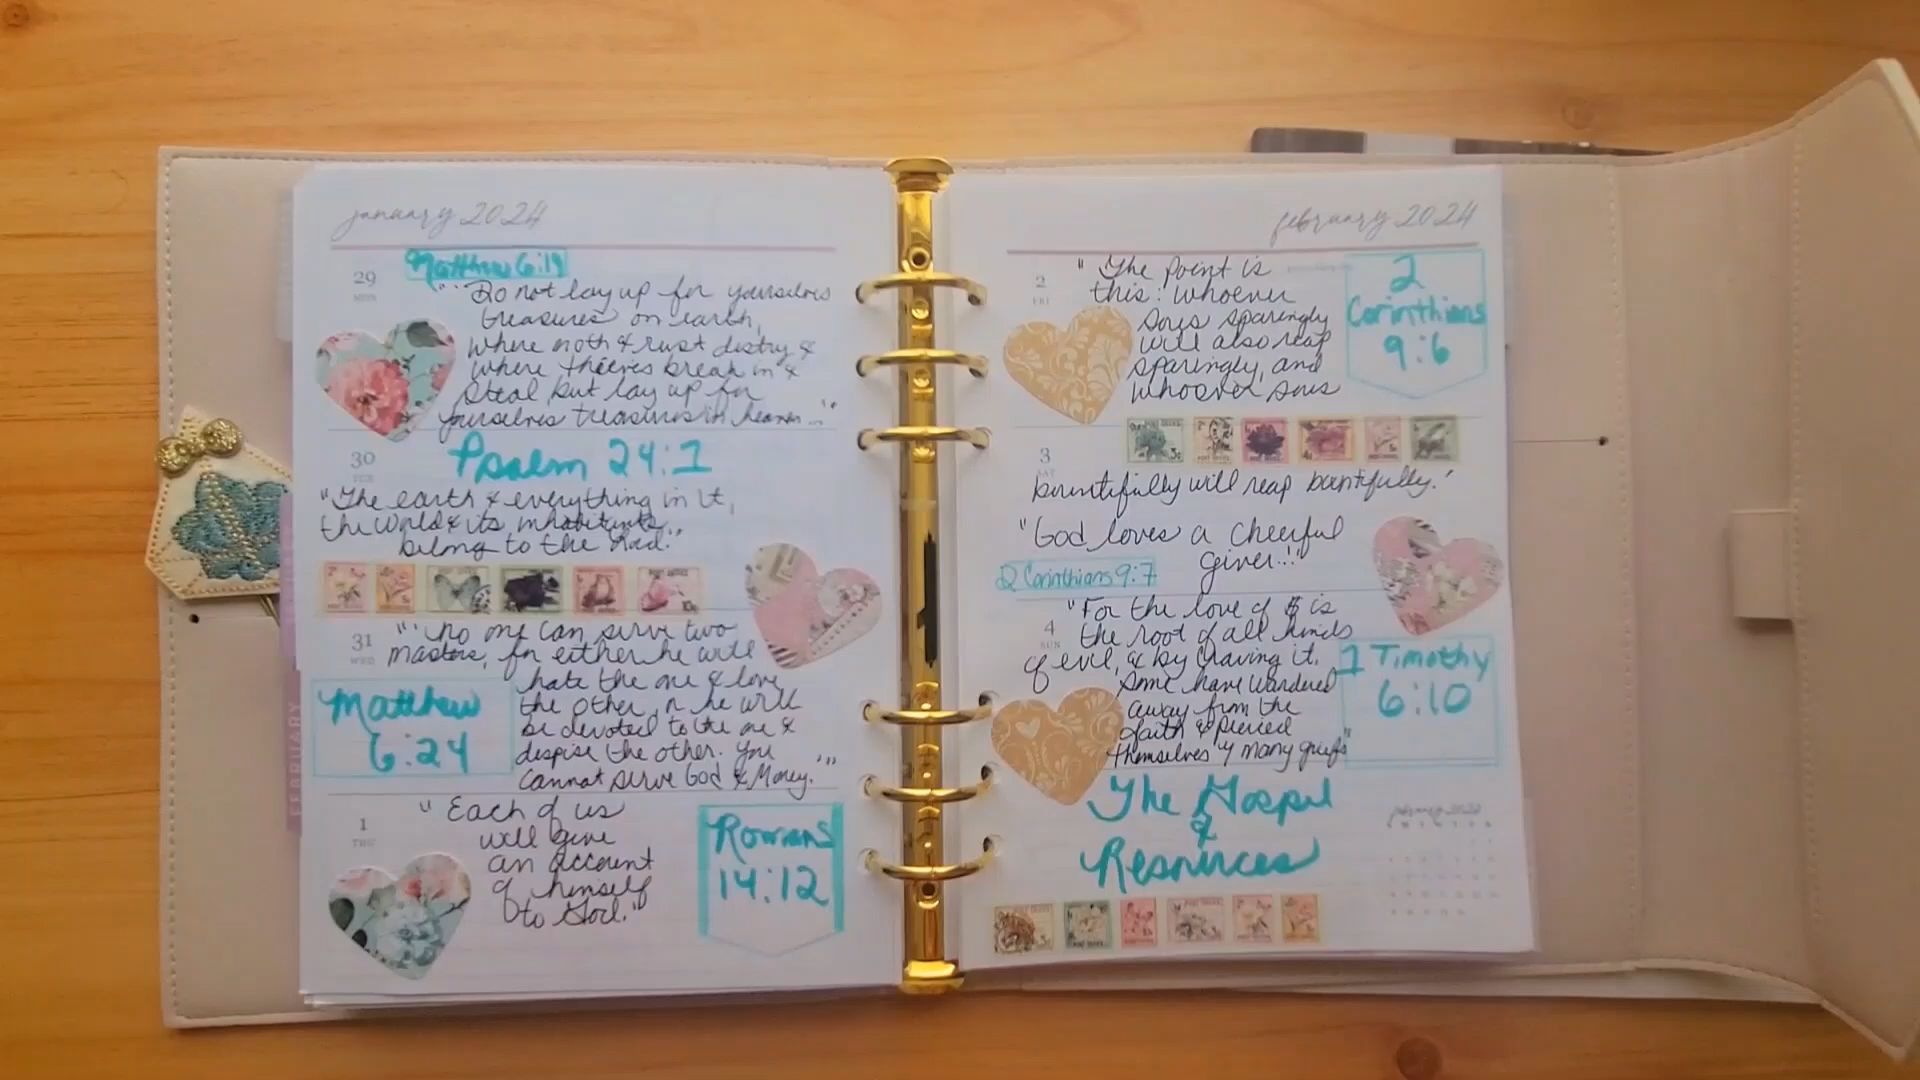 january 2024
29
MON
Matthew 6:19
"'Do not lay up for yourselves
treasures on earth,
where moth & rust distry &
where theives break in &
steal, but lay up for
yourselves treasures in heaven...'"
30
TUE
Psalm 24:1
"The earth & everything in it,
the world & its inhabitants
belong to the Lord."
31
WED
"'No one can serve two
masters, for either he will
hate the one & love
the other, or he will
be devoted to the one &
despise the other. You
cannot serve God & Money.'"
Matthew
6:24
1
THU
"Each of us
will give
an account
of himself
to God."
Romans
14:12
FEBRUARY
february 2024
2
FRI
"The point is
this: whoever
sows sparingly
will also reap
sparingly, and
whoever sows
2
Corinthians
9:6
3
SAT
bountifully will reap bountifully."
"God loves a cheerful
giver..."
2 Corinthians 9:7
4
SUN
"For the love of $ is
the root of all kinds
of evil, & by craving it,
some have wandered
away from the
faith & pierced
themselves w/ many griefs"
1 Timothy
6:10
The Gospel
&
Resources